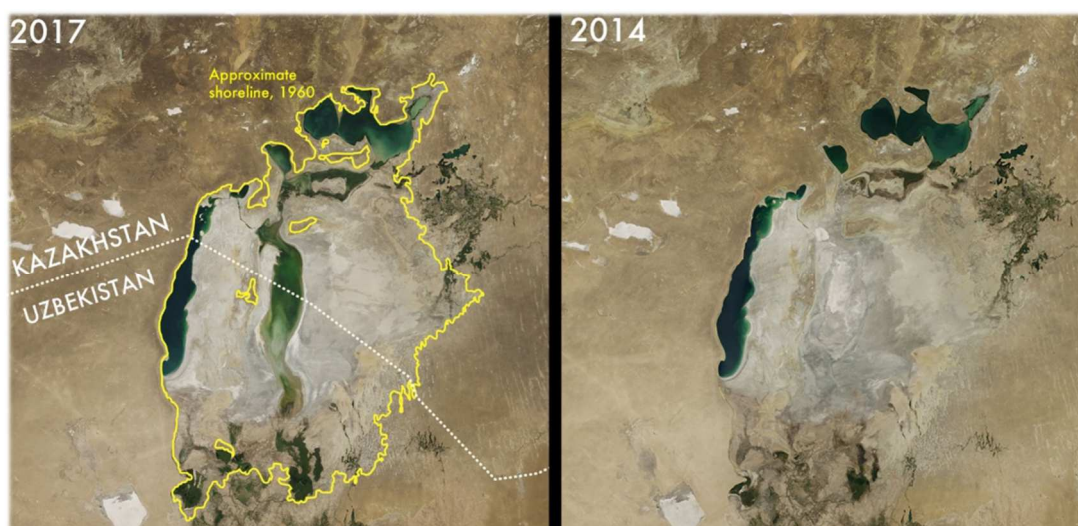 2017
Approximate
shoreline, 1960
KAZAKHSTAN
UZBEKISTAN
2014